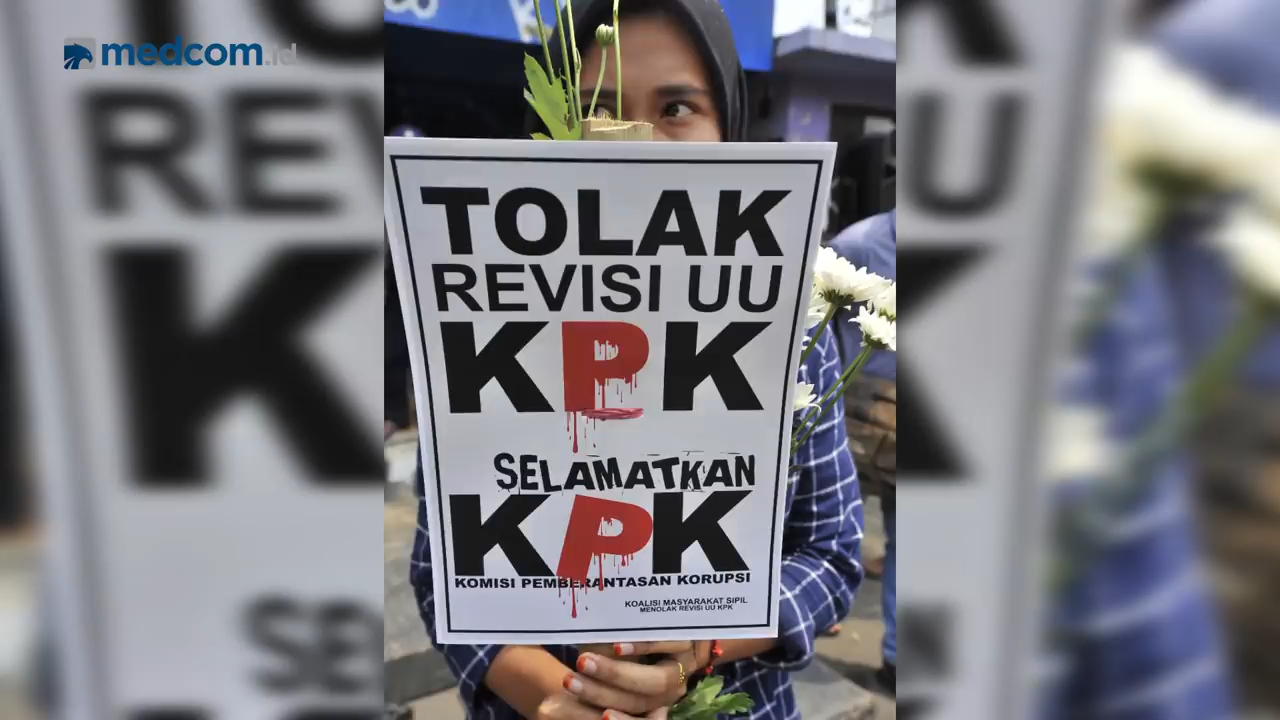 medcom.id
TOLAK
REVISI UU
KPK
SELAMATKAN
KPK
KOMISI PEMBERANTASAN KORUPSI
KOALISI MASYARAKAT SIPIL
MENOLAK REVISI UU KPK